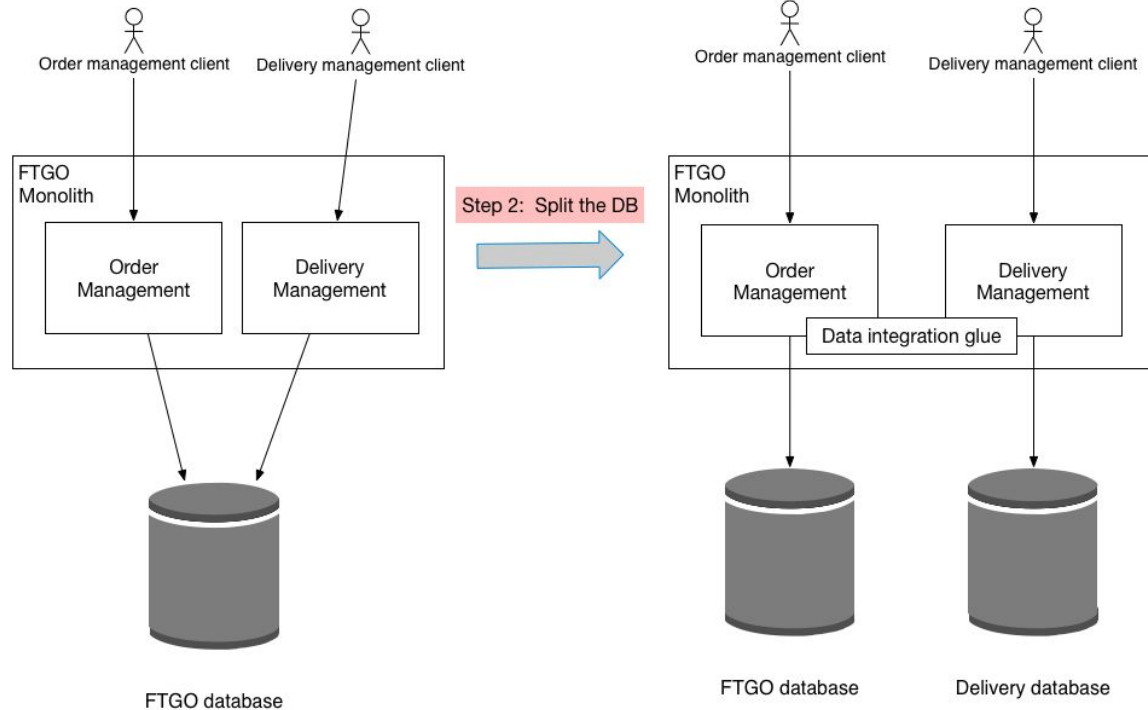 Order management client
Delivery management client
FTGO
Monolith
Order
Management
Delivery
Management
FTGO database
Step 2:  Split the DB
Order management client
Delivery management client
FTGO
Monolith
Order
Management
Delivery
Management
Data integration glue
FTGO database
Delivery database